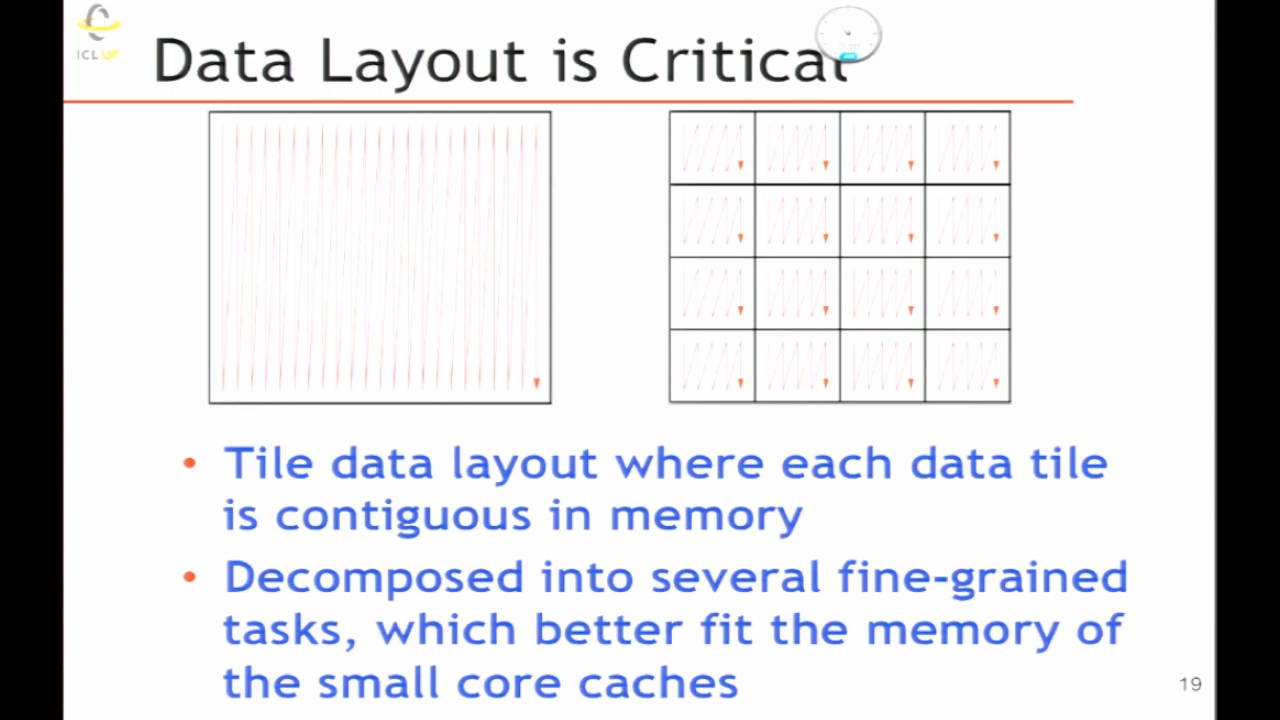 ICL UT
Data Layout is Critical
• Tile data layout where each data tile
is contiguous in memory
• Decomposed into several fine-grained
tasks, which better fit the memory of
the small core caches
19